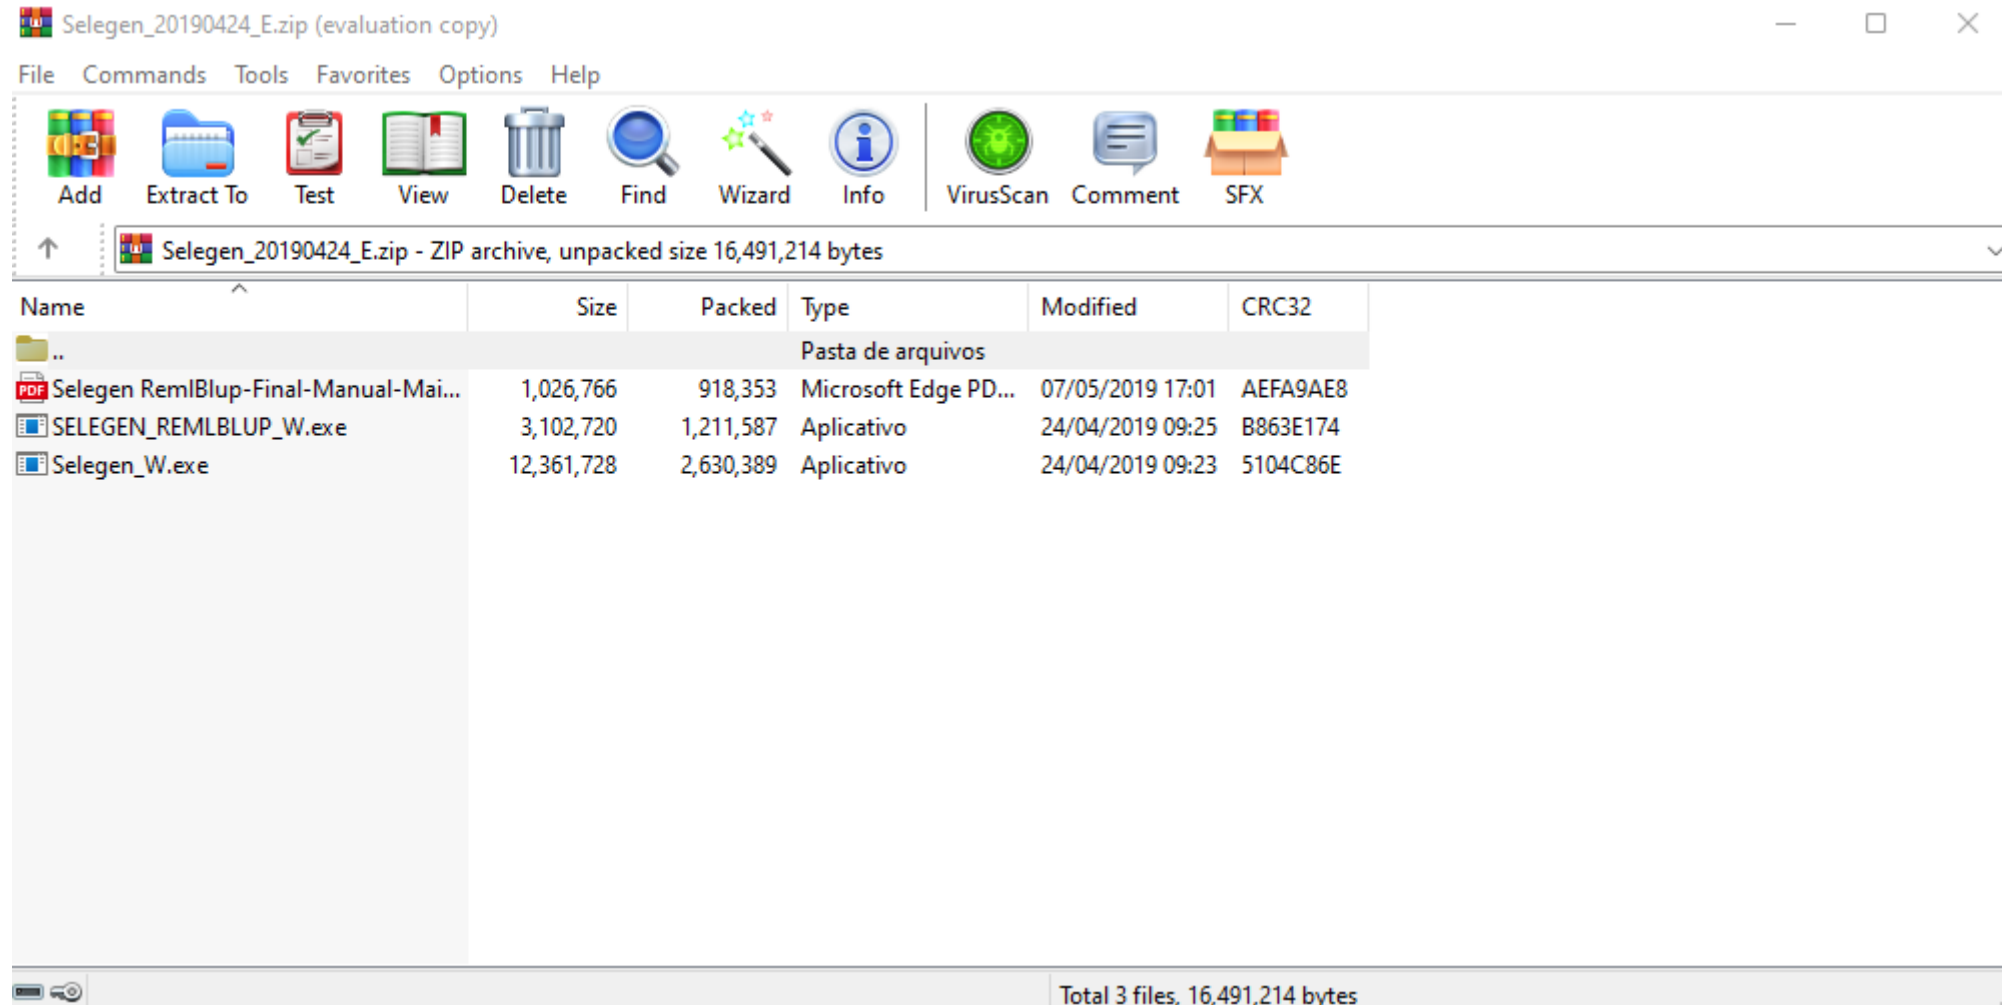 Selegen_20190424_E.zip (evaluation copy)
File Commands Tools Favorites Options Help
Add Extract To Test View Delete Find Wizard Info VirusScan Comment SFX
Selegen_20190424_E.zip - ZIP archive, unpacked size 16,491,214 bytes
Name Size Packed Type Modified CRC32
.. Pasta de arquivos
Selegen RemlBlup-Final-Manual-Mai... 1,026,766 918,353 Microsoft Edge PD... 07/05/2019 17:01 AEFA9AE8
SELEGEN_REMLBLUP_W.exe 3,102,720 1,211,587 Aplicativo 24/04/2019 09:25 B863E174
Selegen_W.exe 12,361,728 2,630,389 Aplicativo 24/04/2019 09:23 5104C86E
Total 3 files, 16,491,214 bytes